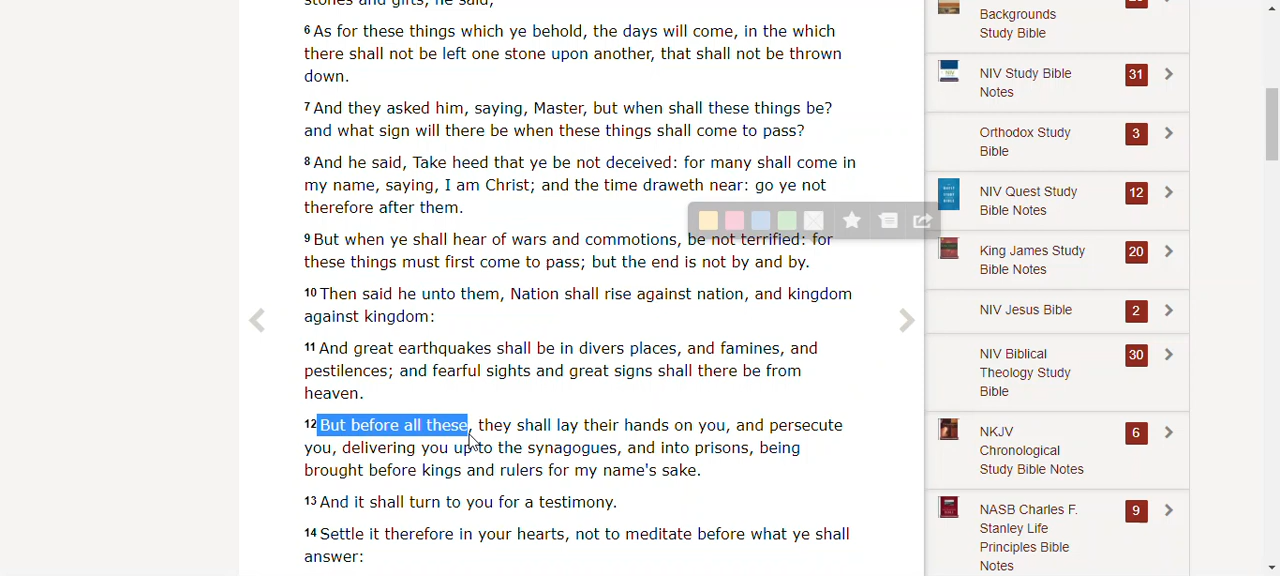 stones and gifts, he said,
6 As for these things which ye behold, the days will come, in the which
there shall not be left one stone upon another, that shall not be thrown
down.
7 And they asked him, saying, Master, but when shall these things be?
and what sign will there be when these things shall come to pass?
8 And he said, Take heed that ye be not deceived: for many shall come in
my name, saying, I am Christ; and the time draweth near: go ye not
therefore after them.
9 But when ye shall hear of wars and commotions, be not terrified: for
these things must first come to pass; but the end is not by and by.
10 Then said he unto them, Nation shall rise against nation, and kingdom
against kingdom:
11 And great earthquakes shall be in divers places, and famines, and
pestilences; and fearful sights and great signs shall there be from
heaven.
12 But before all these, they shall lay their hands on you, and persecute
you, delivering you up to the synagogues, and into prisons, being
brought before kings and rulers for my name's sake.
13 And it shall turn to you for a testimony.
14 Settle it therefore in your hearts, not to meditate before what ye shall
answer:
Backgrounds
Study Bible
NIV Study Bible
Notes
31
Orthodox Study
Bible
3
NIV Quest Study
Bible Notes
12
King James Study
Bible Notes
20
NIV Jesus Bible
2
NIV Biblical
Theology Study
Bible
30
NKJV
Chronological
Study Bible Notes
6
NASB Charles F.
Stanley Life
Principles Bible
Notes
9